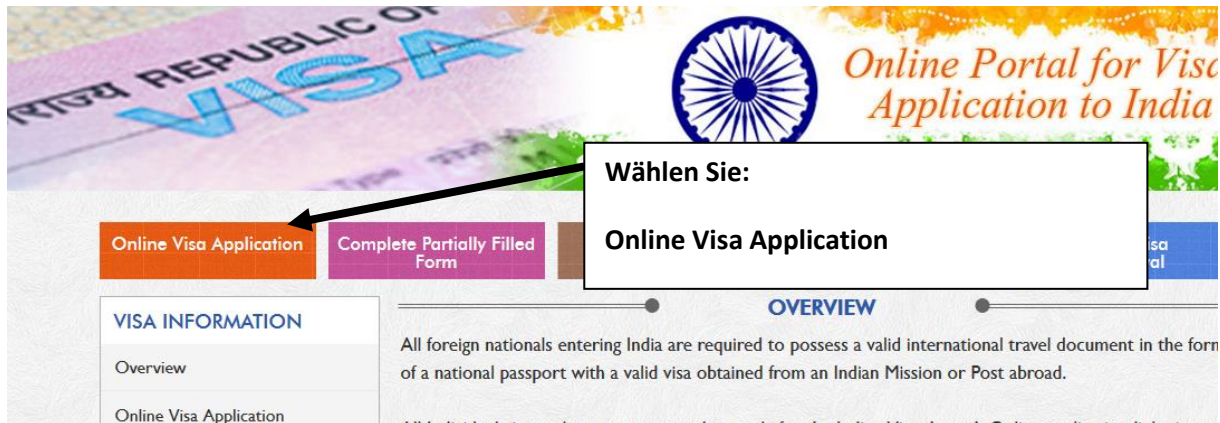 REPUBLIC OF
VISA
Online Portal for
Application to India
Wählen Sie:
Online Visa Application
Online Visa Application
Complete Partially Filled
Form
VISA INFORMATION
Overview
Online Visa Application
OVERVIEW
All foreign nationals entering India are required to possess a valid international travel document in the
of a national passport with a valid visa obtained from an Indian Mission or Post abroad.